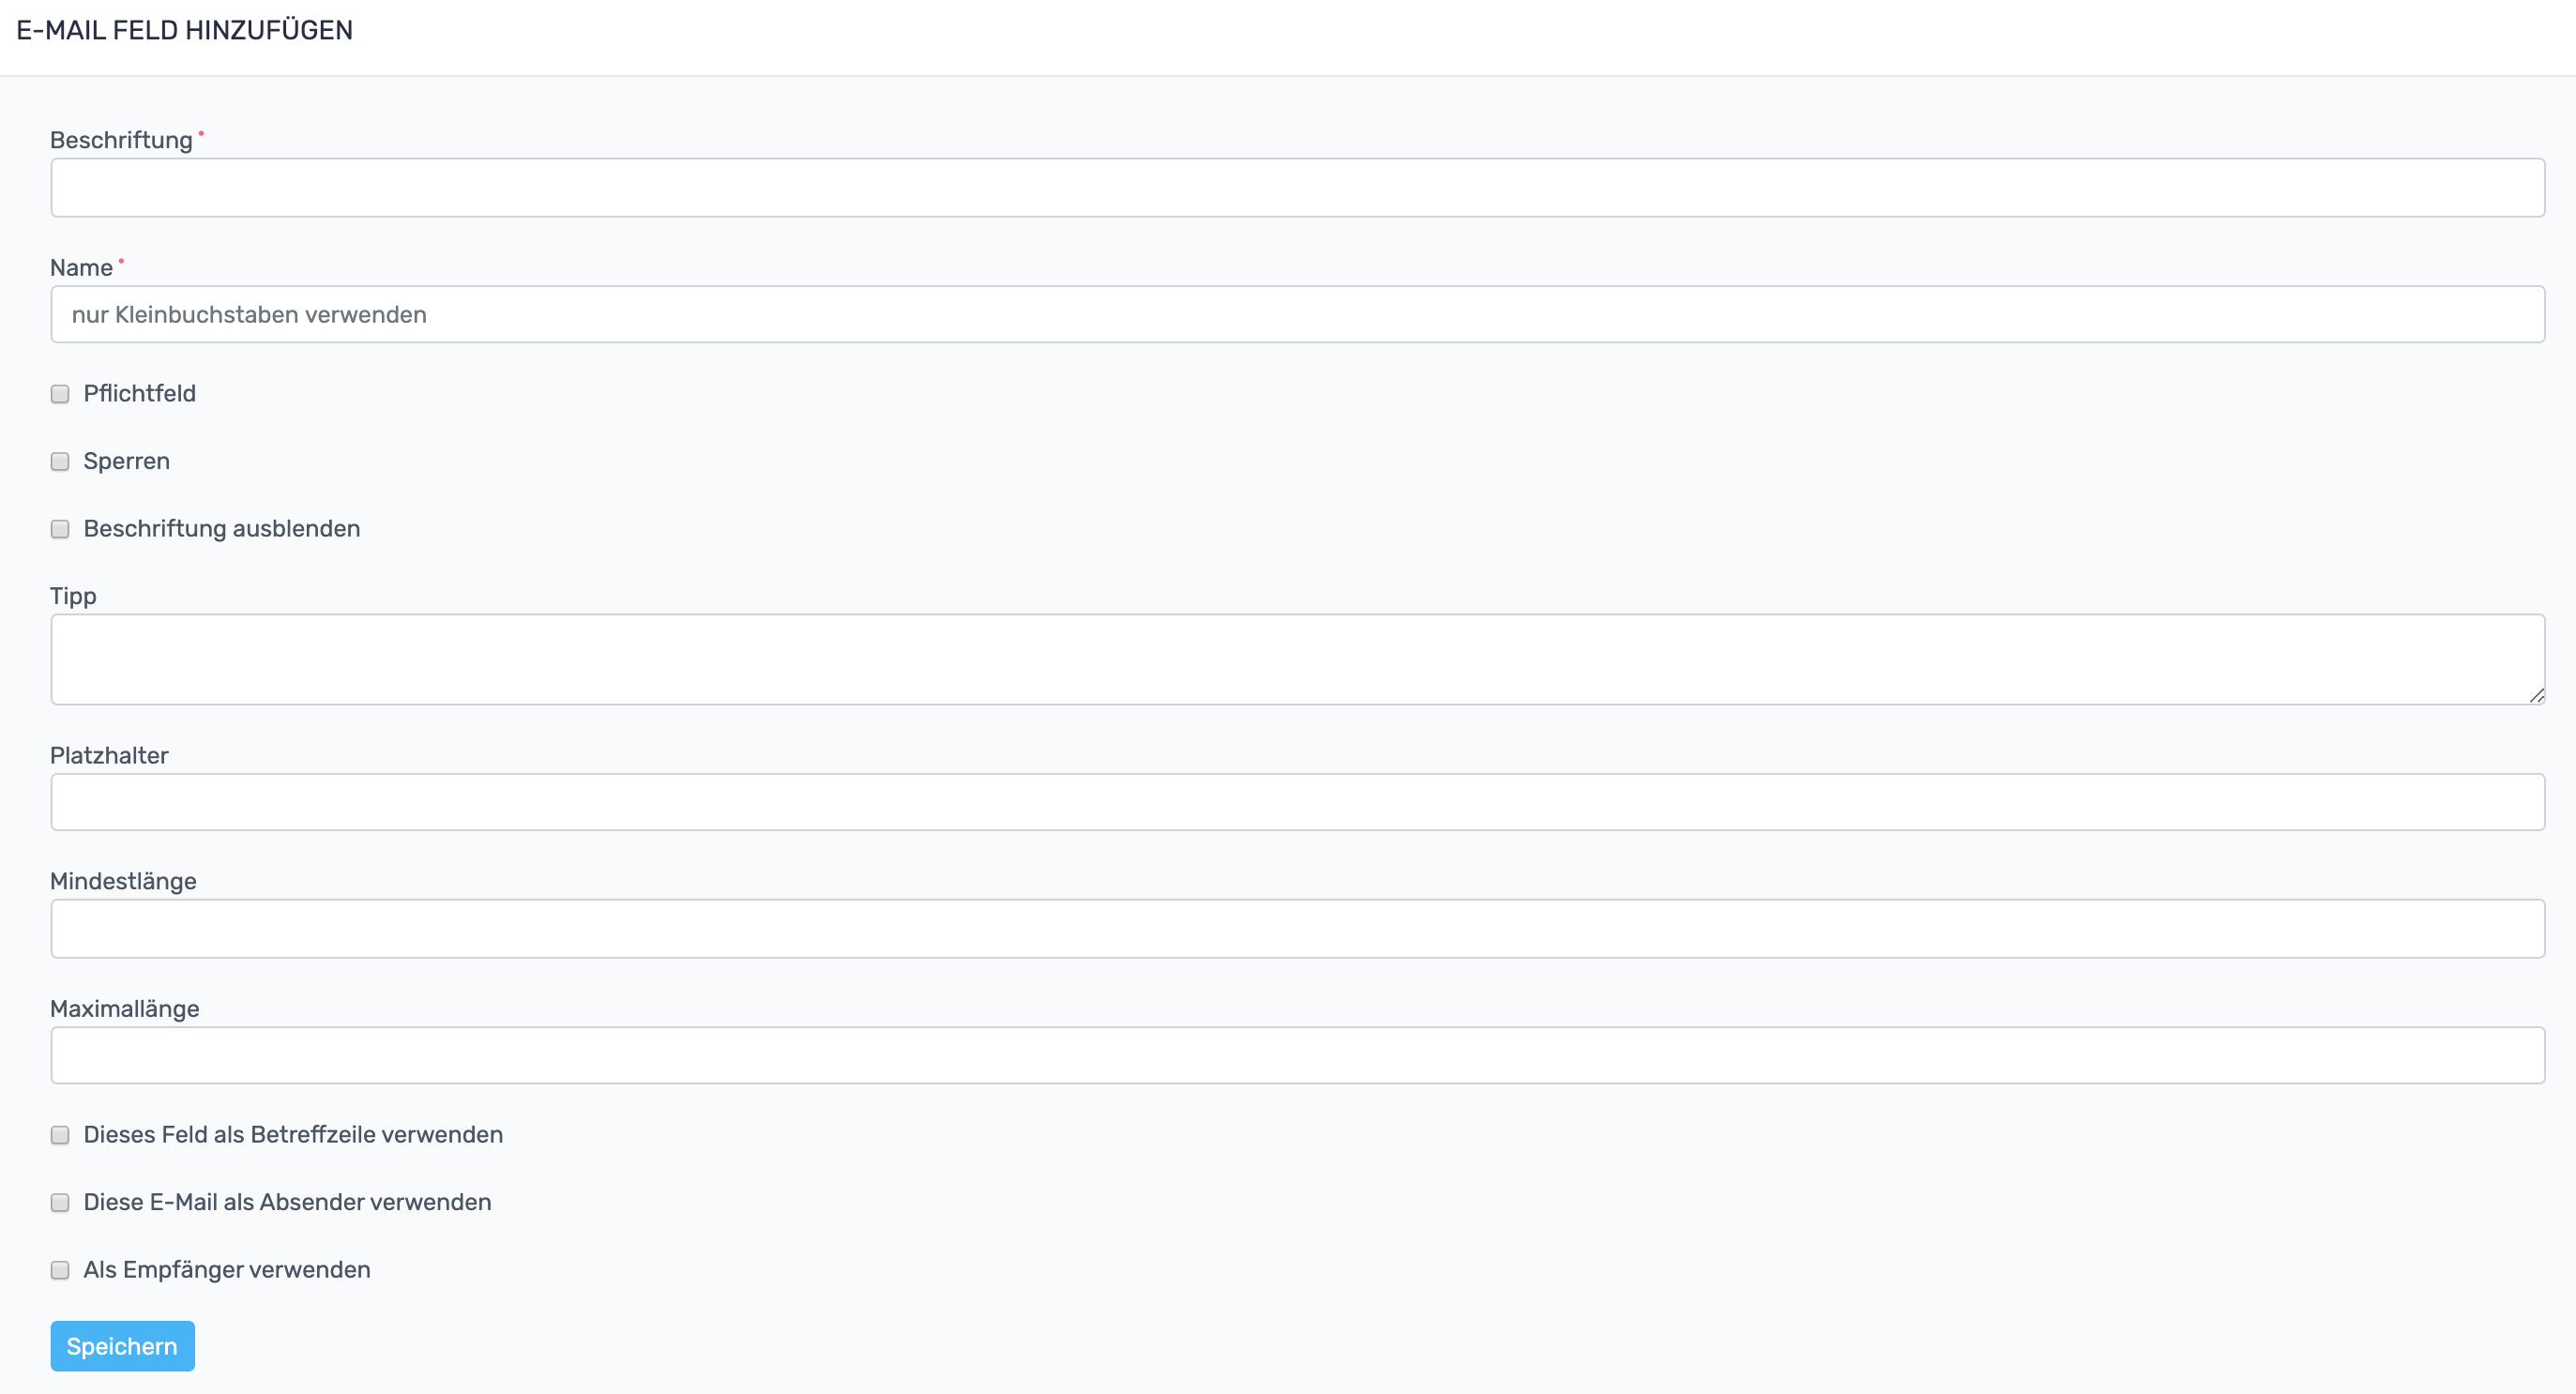 E-MAIL FELD HINZUFÜGEN
Beschriftung *
Name *
nur Kleinbuchstaben verwenden
Pflichtfeld
Sperren
Beschriftung ausblenden
Tipp
Platzhalter
Mindestlänge
Maximallänge
Dieses Feld als Betreffzeile verwenden
Diese E-Mail als Absender verwenden
Als Empfänger verwenden
Speichern